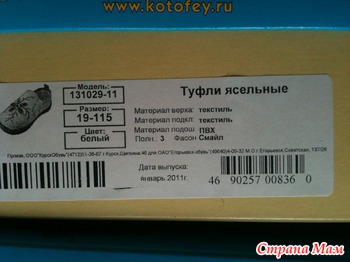 www.kotofey.ru
Туфли ясельные
Модель:
131029-11
Размер:
19-115
Цвет:
белый
Материал верха: текстиль
Материал подкл: текстиль
Материал подош ПВХ
Полн.: 3 Фасон Смайл
Дата выпуска:
январь 2011г.
46 90257 00836 0
Страна Мам